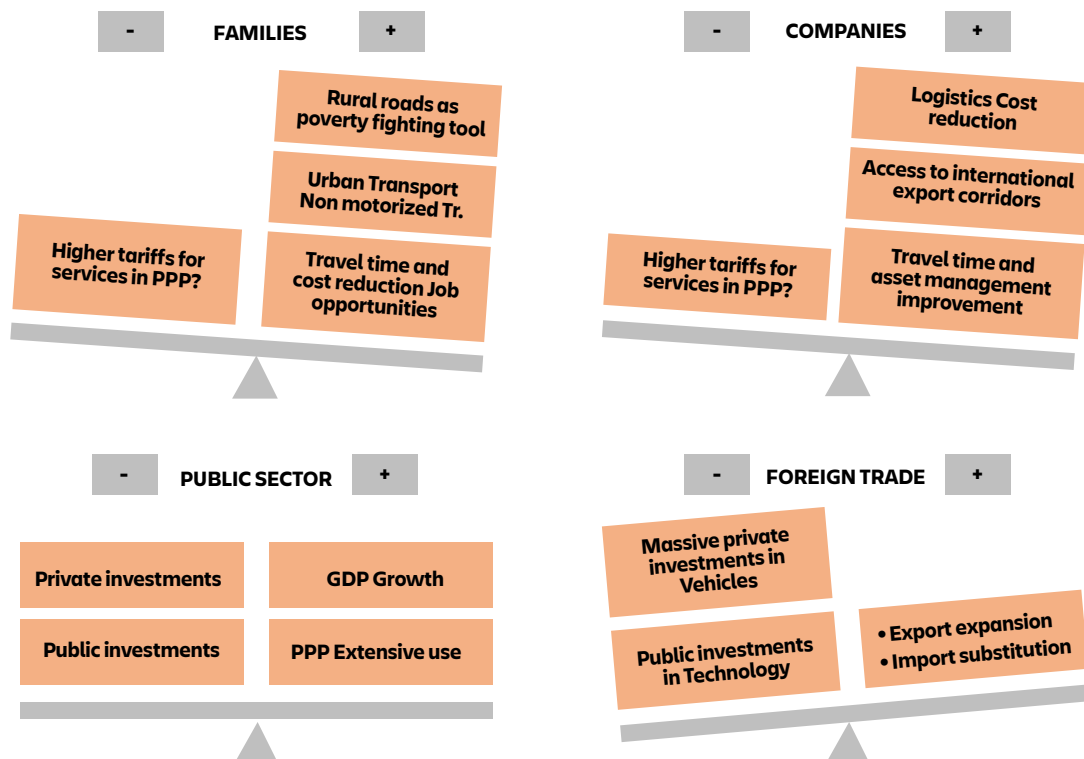 - FAMILIES +
Rural roads as
poverty fighting tool
Urban Transport
Non motorized Tr.
Higher tariffs for
services in PPP?
Travel time and
cost reduction Job
opportunities
- COMPANIES +
Logistics Cost
reduction
Access to international
export corridors
Higher tariffs for
services in PPP?
Travel time and
asset management
improvement
- PUBLIC SECTOR +
Private investments
GDP Growth
Public investments
PPP Extensive use
- FOREIGN TRADE +
Massive private
investments in
Vehicles
Public investments
in Technology
• Export expansion
• Import substitution